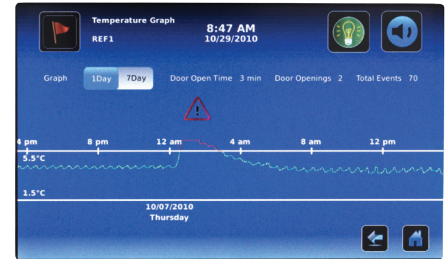 Temperature Graph
REF1
8:47 AM
10/29/2010
Graph 1Day 7Day Door Open Time 3 min Door Openings 2 Total Events 70
4 pm 8 pm 12 am 4 am 8 am 12 pm
5.5°C
1.5°C
10/07/2010
Thursday